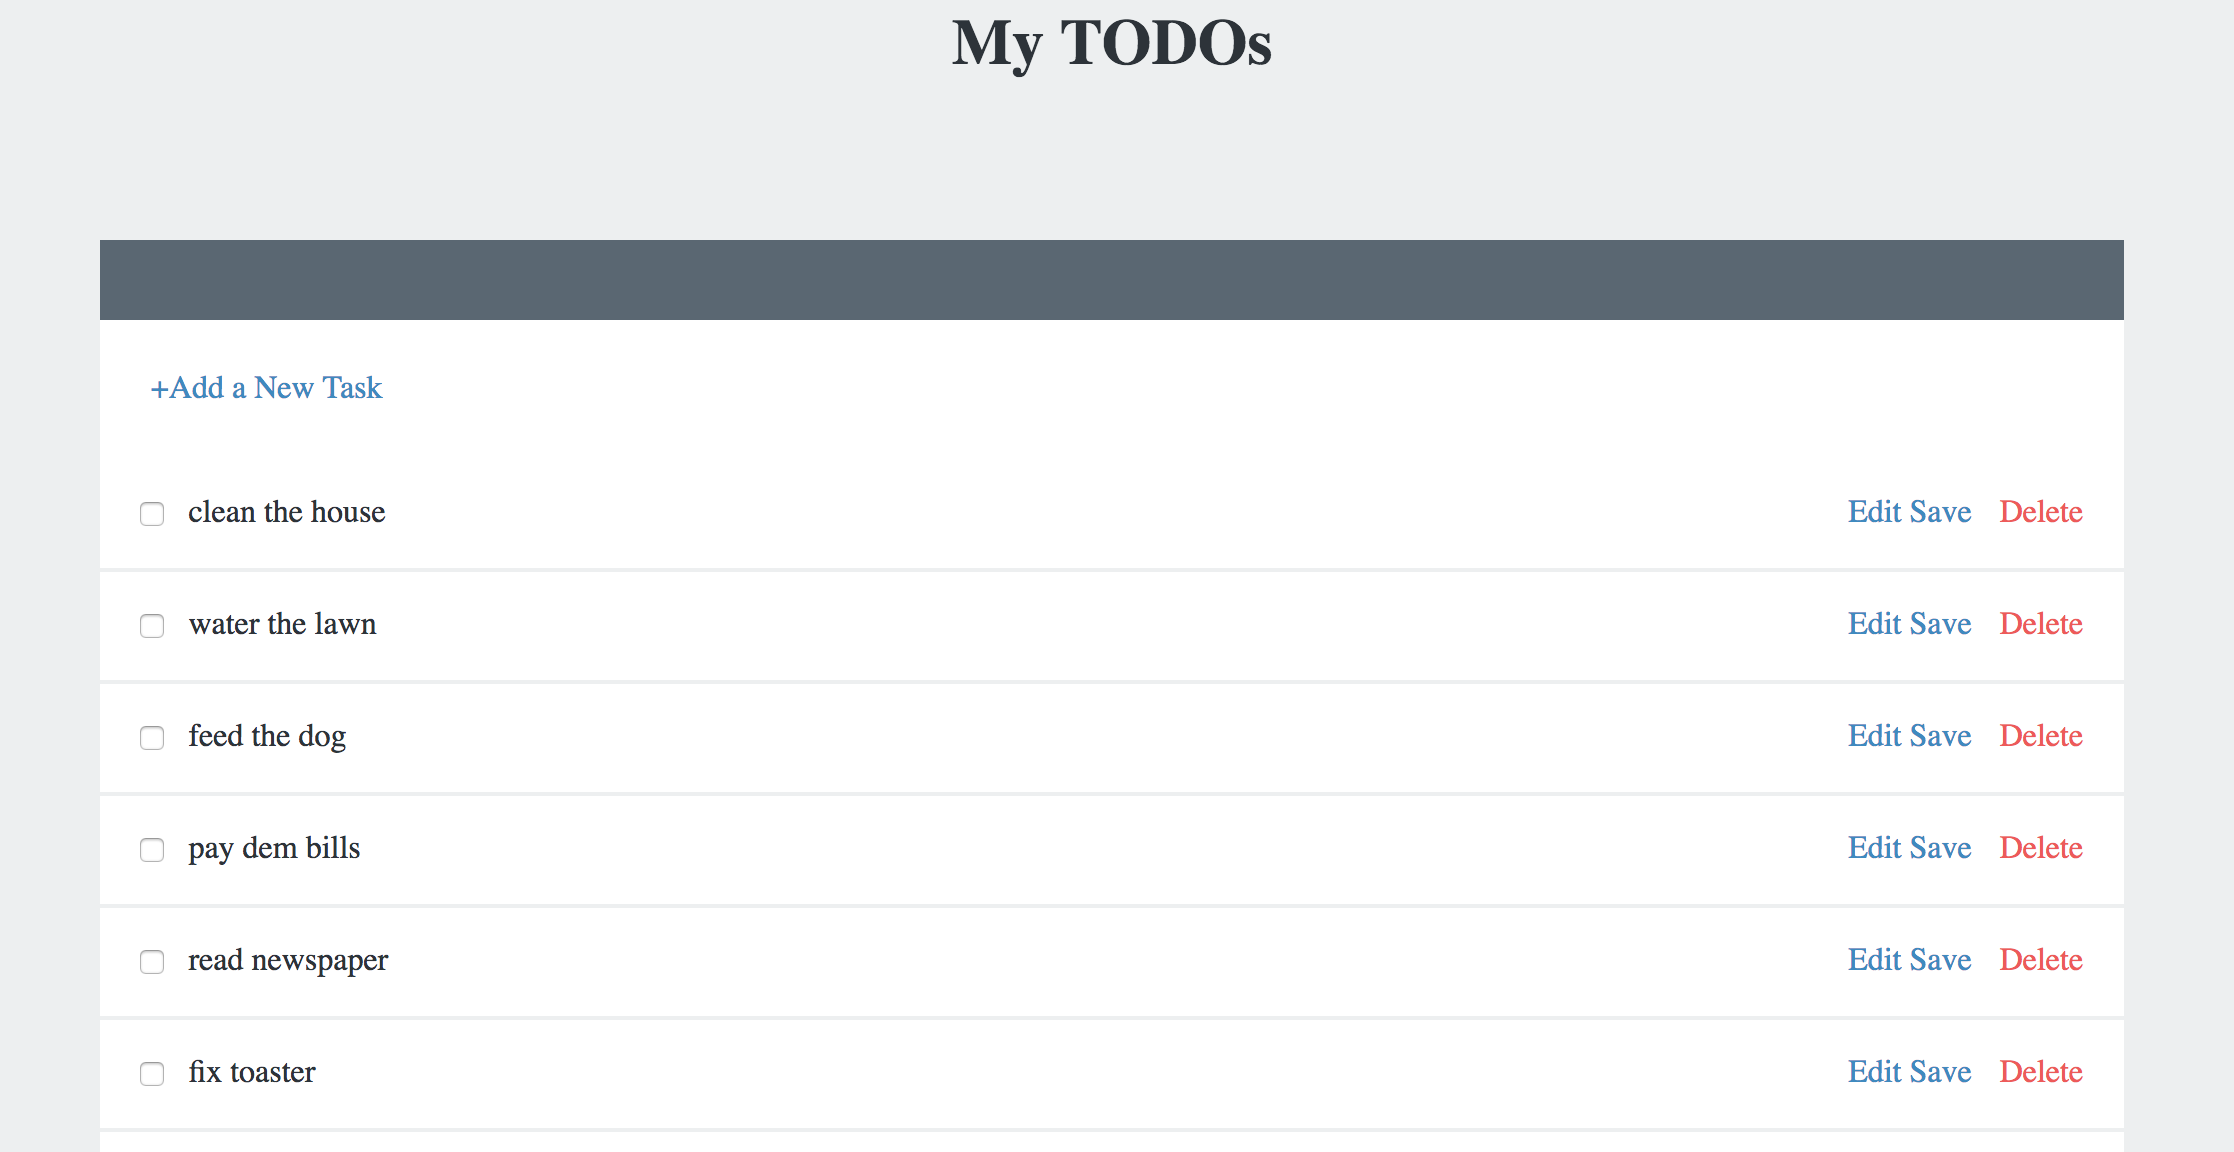 My TODOs
+Add a New Task
clean the house Edit Save Delete
water the lawn Edit Save Delete
feed the dog Edit Save Delete
pay dem bills Edit Save Delete
read newspaper Edit Save Delete
fix toaster Edit Save Delete